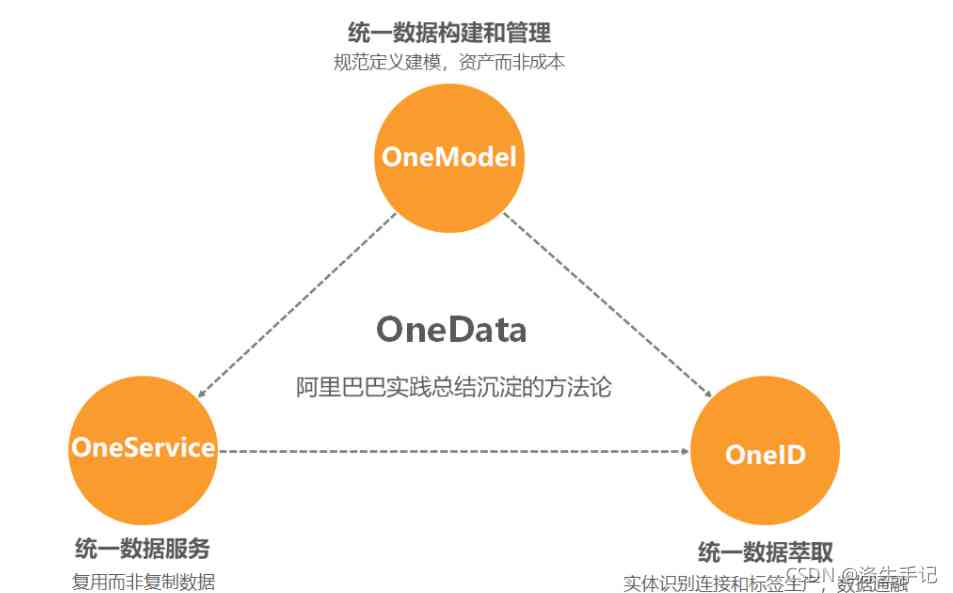 统一数据构建和管理
规范定义建模，资产而非成本
OneModel
OneData
阿里巴巴实践总结沉淀的方法论
OneService
OneID
统一数据服务
复用而非复制数据
统一数据萃取
实体识别连接和标签生产，数据通融
CSDN @涤生手记